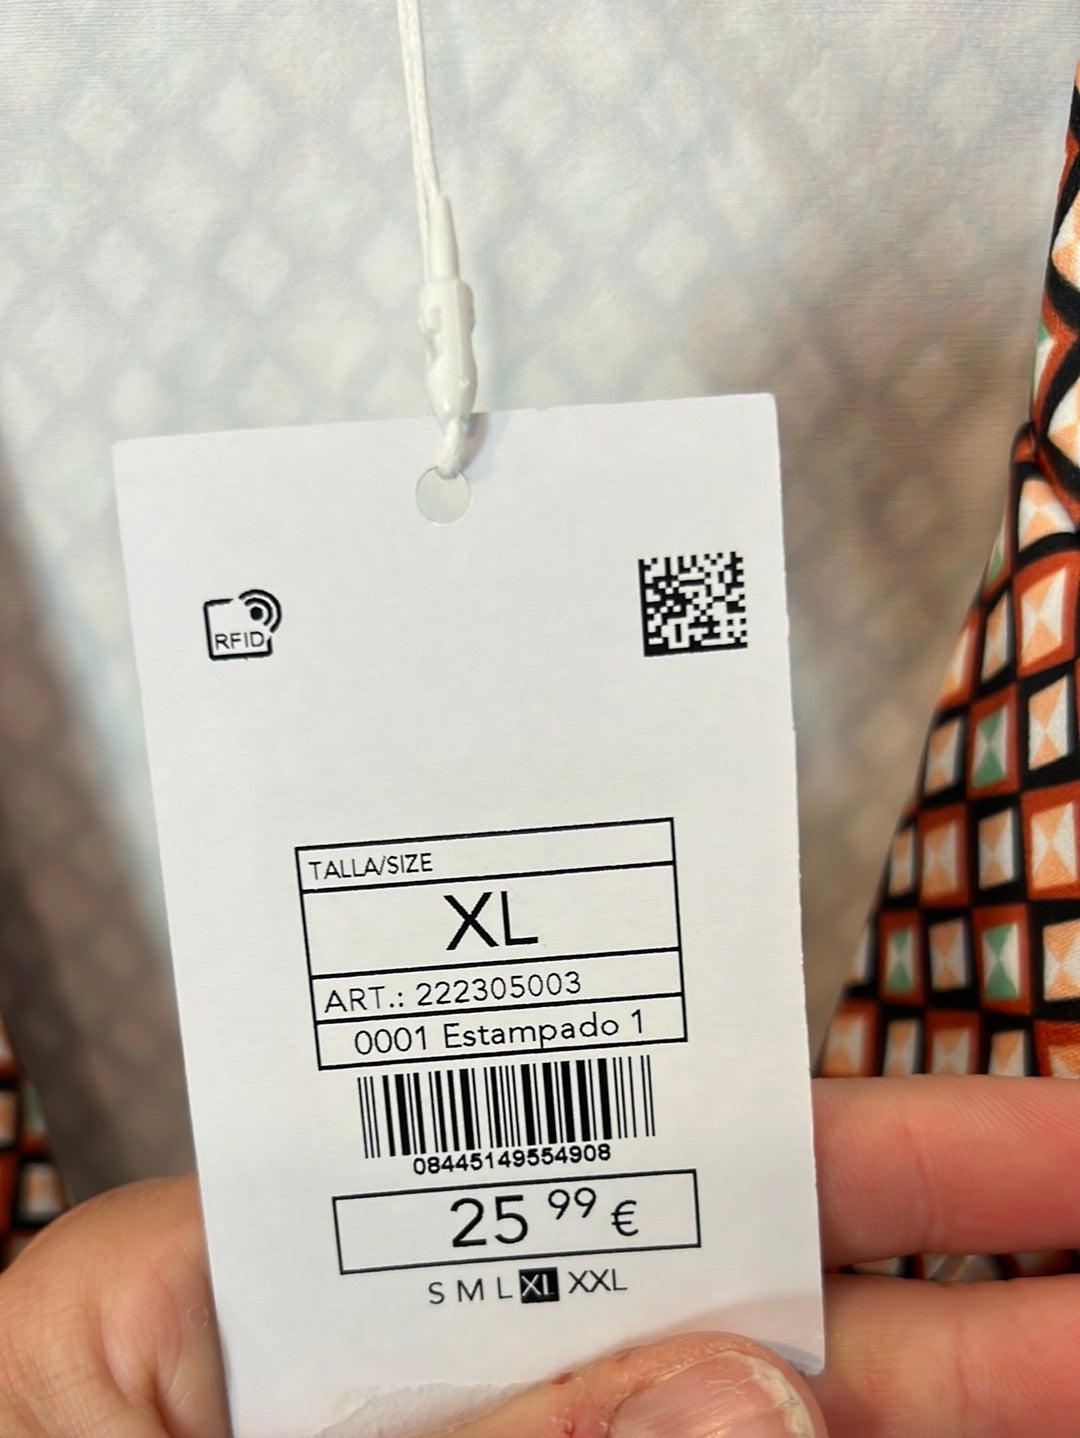 RFID
TALLA/SIZE
XL
ART.: 222305003
0001 Estampado 1
08445149554908
25 99 €
S M L XL XXL